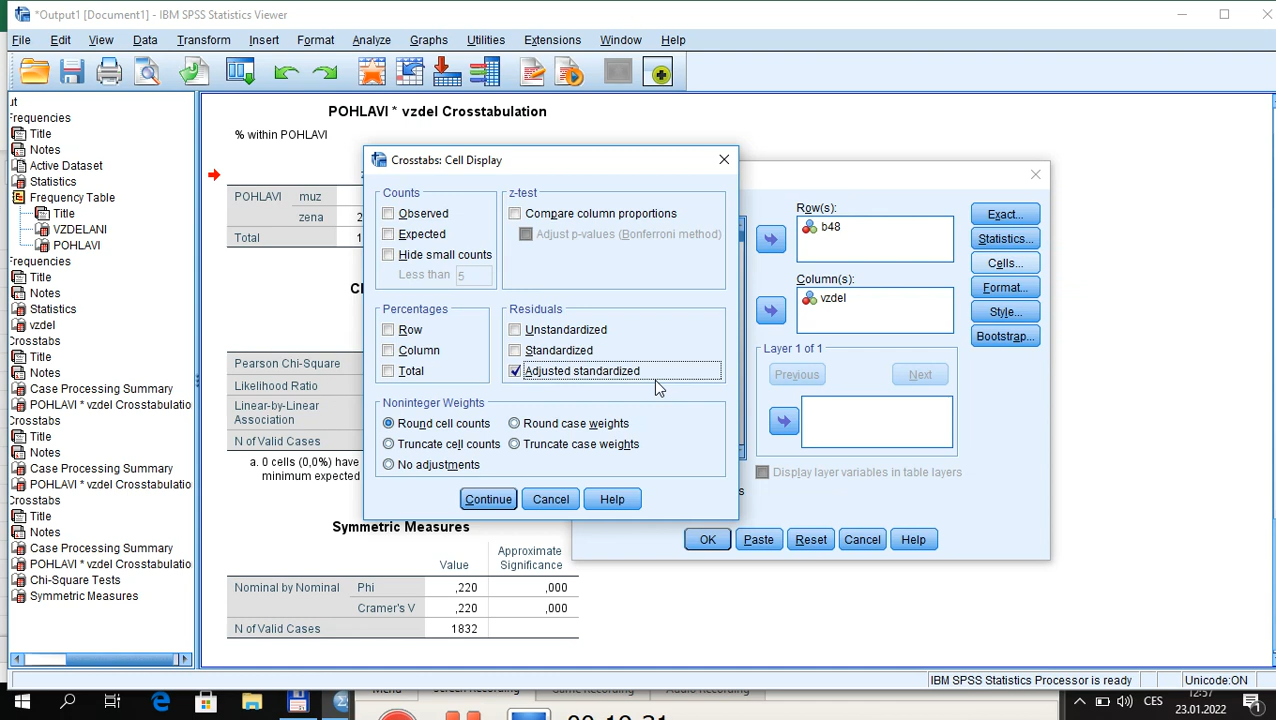 *Output1 [Document1] - IBM SPSS Statistics Viewer
File Edit View Data Transform Insert Format Analyze Graphs Utilities Extensions Window Help
ut
Frequencies
Title
Notes
Active Dataset
Statistics
Frequency Table
Title
VZDELANI
POHLAVI
Frequencies
Title
Notes
Statistics
vzdel
Crosstabs
Title
Notes
Case Processing Summary
POHLAVI * vzdel Crosstabulatio
Crosstabs
Title
Notes
Case Processing Summary
POHLAVI * vzdel Crosstabulatio
Crosstabs
Title
Notes
Case Processing Summary
POHLAVI * vzdel Crosstabulatio
Chi-Square Tests
Symmetric Measures
POHLAVI * vzdel Crosstabulation
% within POHLAVI
POHLAVI muz
zena 2
Total 1
Pearson Chi-Square
Likelihood Ratio
Linear-by-Linear
Association
N of Valid Cases
a. 0 cells (0,0%) have
minimum expected
Symmetric Measures
Value
Approximate
Significance
Nominal by Nominal Phi ,220 ,000
Cramer's V ,220 ,000
N of Valid Cases 1832
Crosstabs: Cell Display
Counts
Observed
Expected
Hide small counts
Less than 5
z-test
Compare column proportions
Adjust p-values (Bonferroni method)
Percentages
Row
Column
Total
Residuals
Unstandardized
Standardized
Adjusted standardized
Noninteger Weights
Round cell counts
Round case weights
Truncate cell counts
Truncate case weights
No adjustments
Continue Cancel Help
Row(s):
b48
Column(s):
vzdel
Layer 1 of 1
Previous Next
Display layer variables in table layers
Exact...
Statistics...
Cells...
Format...
Style...
Bootstrap...
OK Paste Reset Cancel Help
IBM SPSS Statistics Processor is ready Unicode:ON
CES
12:57
23.01.2022
1